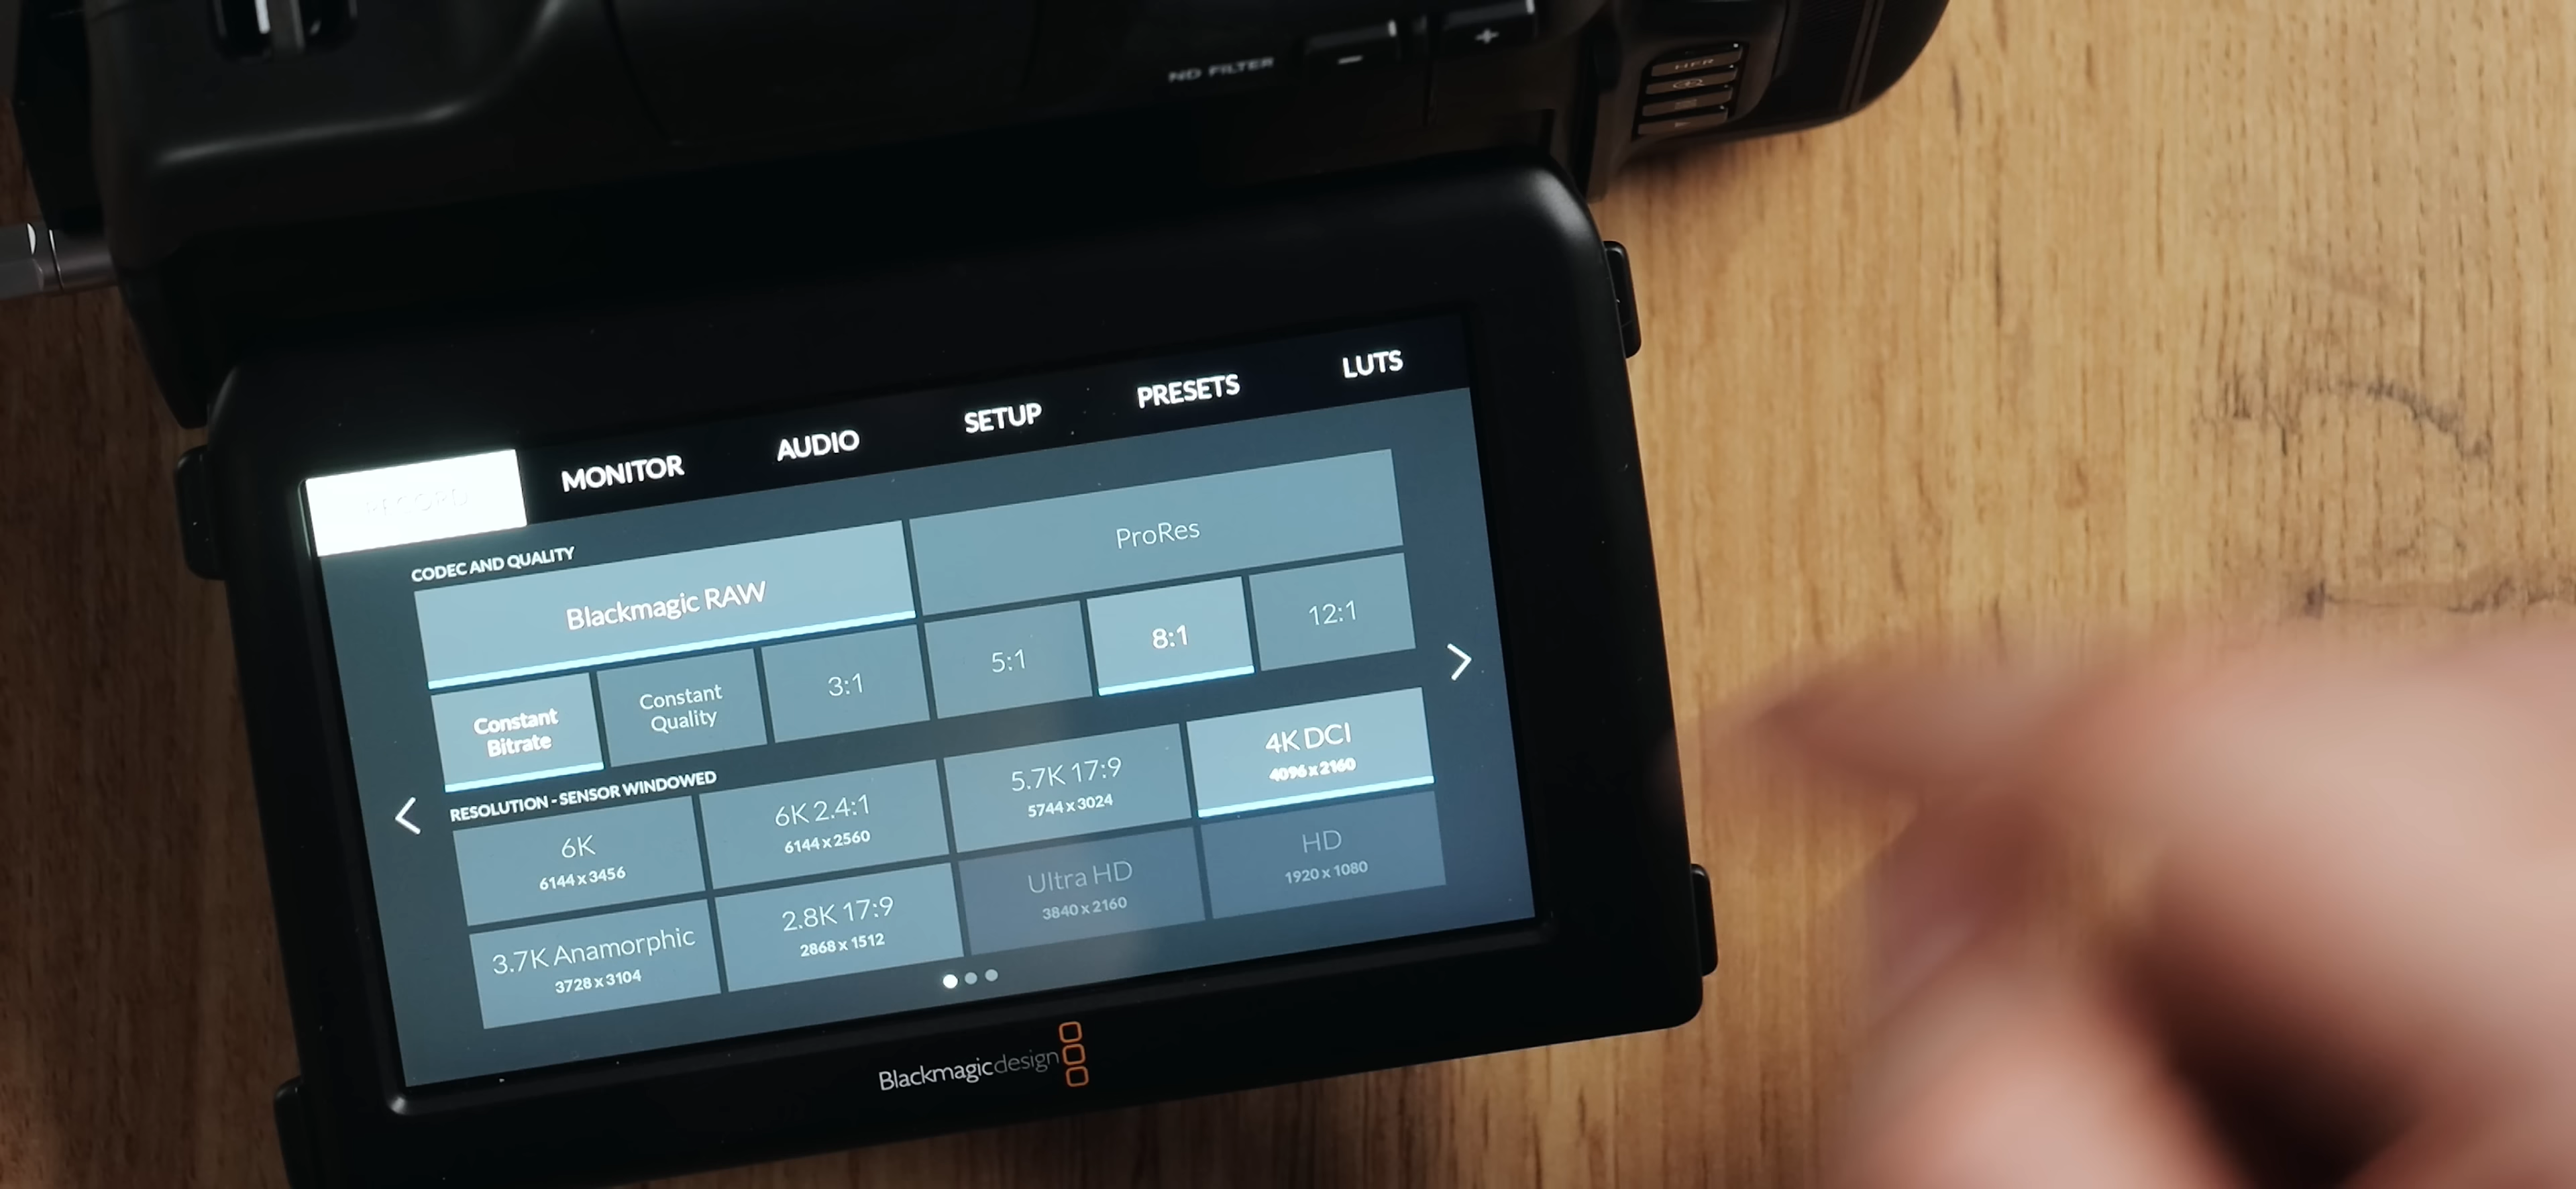 ND FILTER
HFR
RECORD
MONITOR
AUDIO
SETUP
PRESETS
LUTS
CODEC AND QUALITY
Blackmagic RAW
ProRes
Constant
Bitrate
Constant
Quality
3:1
5:1
8:1
12:1
RESOLUTION - SENSOR WINDOWED
6K
6144 x 3456
6K 2.4:1
6144 x 2560
5.7K 17:9
5744 x 3024
4K DCI
4096 x 2160
3.7K Anamorphic
3728 x 3104
2.8K 17:9
2868 x 1512
Ultra HD
3840 x 2160
HD
1920 x 1080
Blackmagicdesign